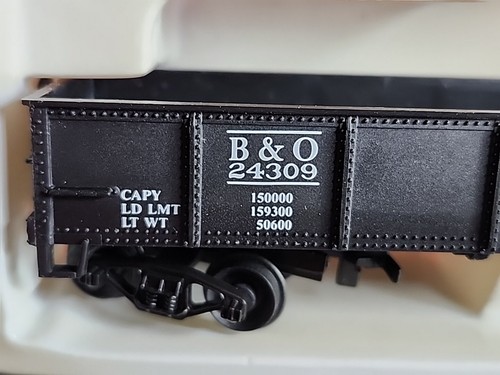 B & O
24309
CAPY 150000
LD LMT 159300
LT WT 50600